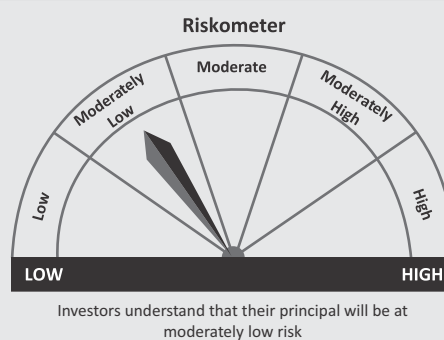 Riskometer
Moderate
Moderately
Low
Moderately
High
Low
High
LOW
HIGH
Investors understand that their principal will be at
moderately low risk